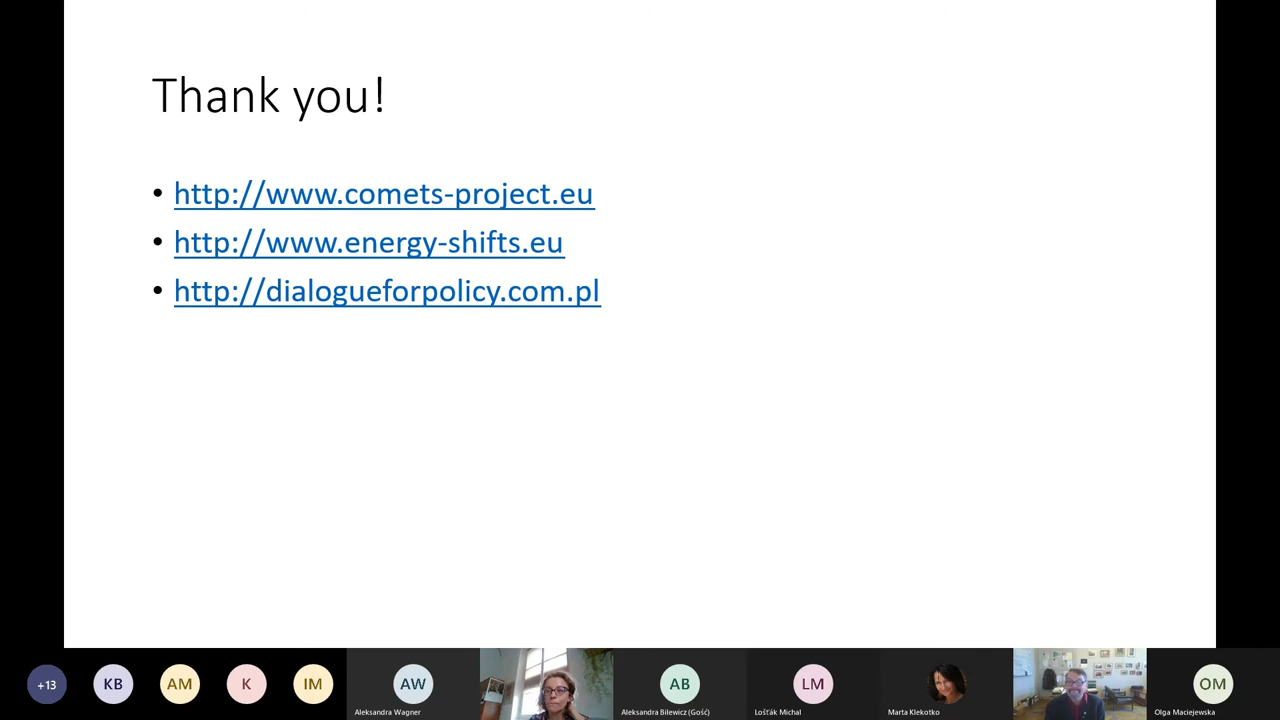 Thank you!
• http://www.comets-project.eu
• http://www.energy-shifts.eu
• http://dialogueforpolicy.com.pl
+13
KB
AM
K
IM
AW
AB
LM
OM
Aleksandra Wagner
Aleksandra Bilewicz (Gość)
Lošťák Michal
Marta Klekotko
Olga Maciejewska